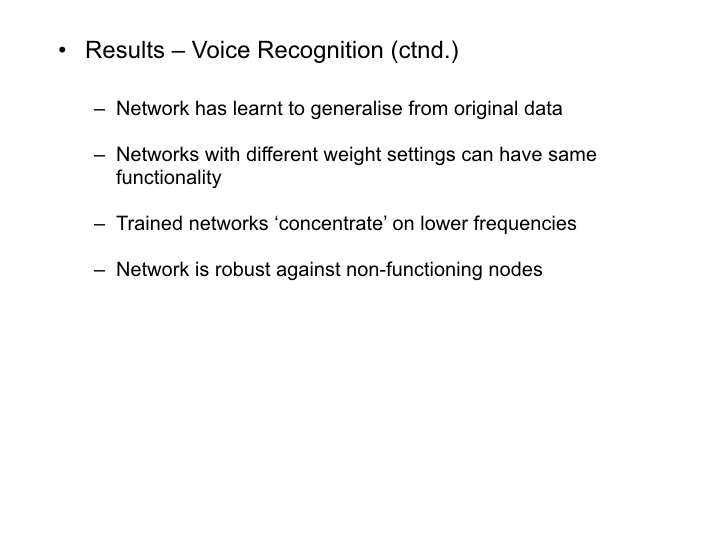 • Results – Voice Recognition (ctnd.)
– Network has learnt to generalise from original data
– Networks with different weight settings can have same
functionality
– Trained networks ‘concentrate’ on lower frequencies
– Network is robust against non-functioning nodes